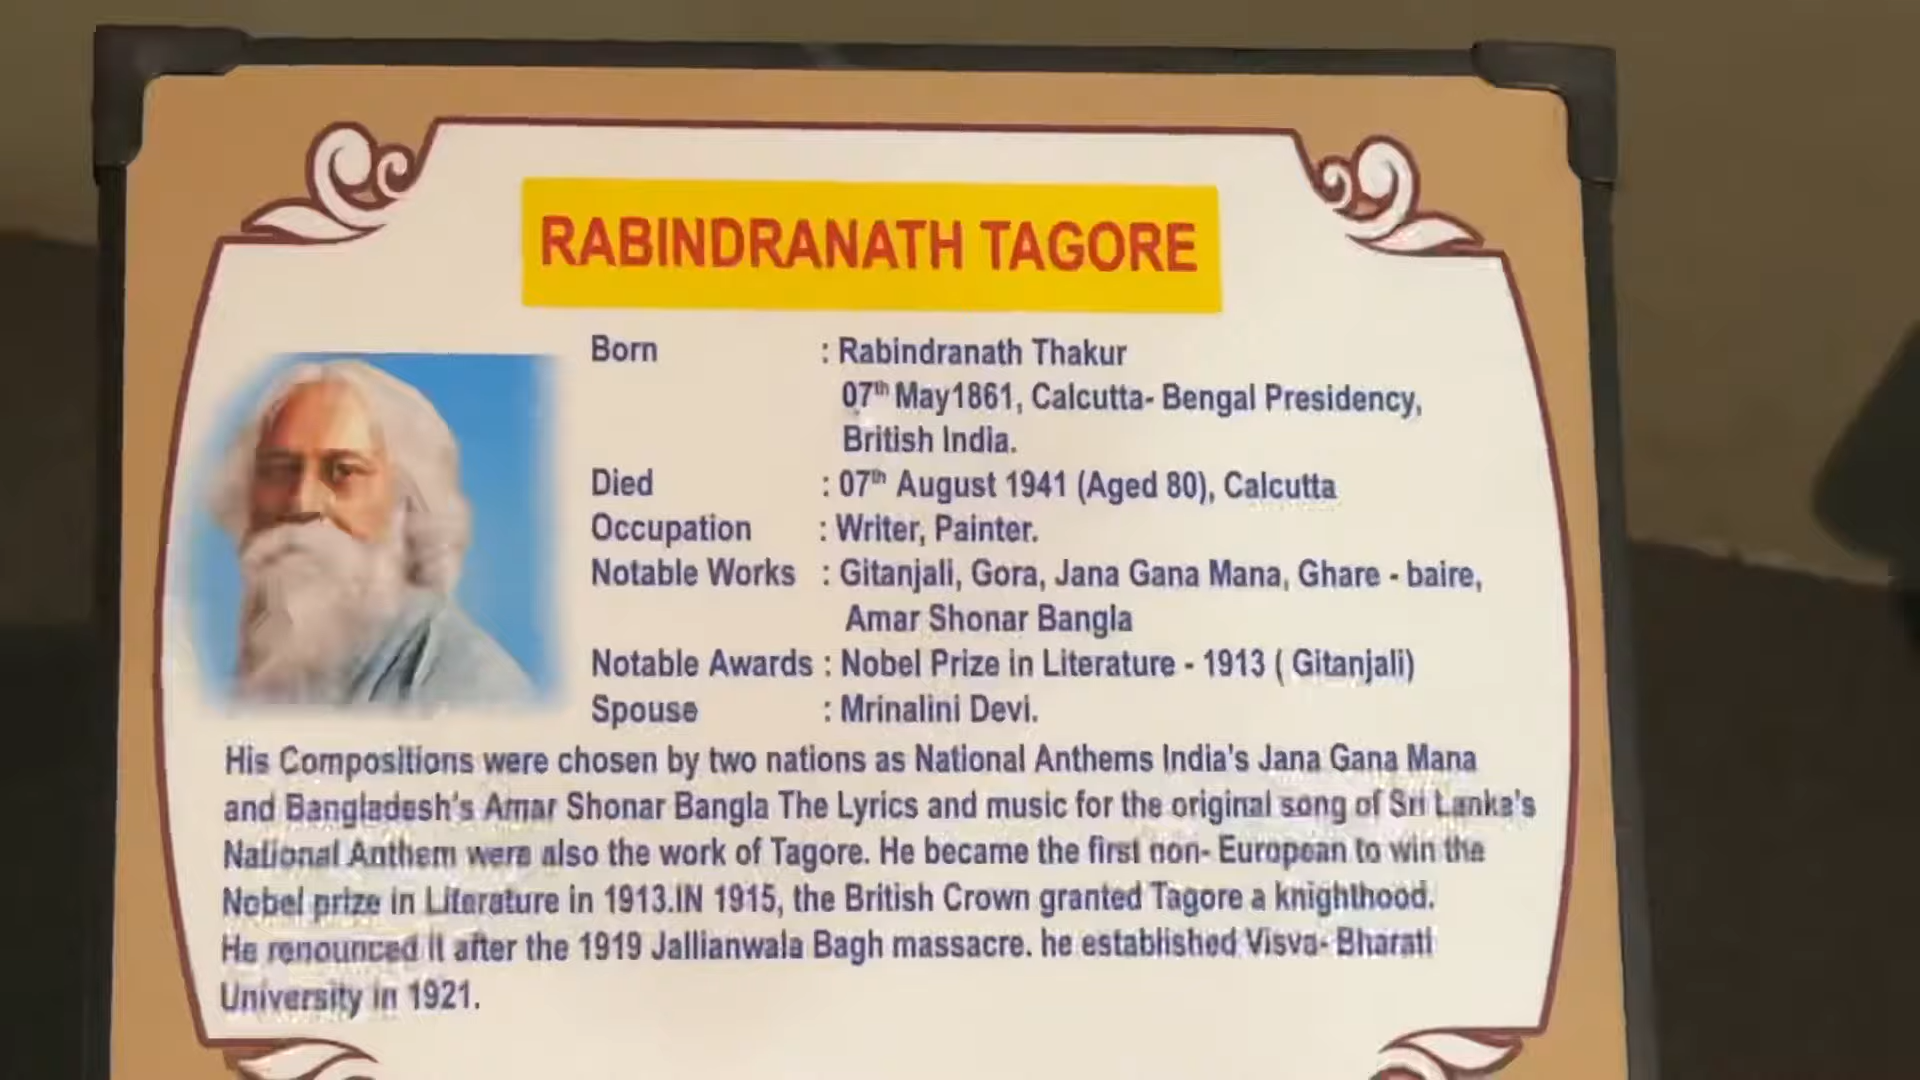 RABINDRANATH TAGORE
Born : Rabindranath Thakur
07th May1861, Calcutta- Bengal Presidency,
British India.
Died : 07th August 1941 (Aged 80), Calcutta
Occupation : Writer, Painter.
Notable Works : Gitanjali, Gora, Jana Gana Mana, Ghare - baire,
Amar Shonar Bangla
Notable Awards : Nobel Prize in Literature - 1913 ( Gitanjali)
Spouse : Mrinalini Devi.
His Compositions were chosen by two nations as National Anthems India's Jana Gana Mana
and Bangladesh's Amar Shonar Bangla The Lyrics and music for the original song of Sri Lanka's
National Anthem were also the work of Tagore. He became the first non- European to win the
Nobel prize in Literature in 1913.IN 1915, the British Crown granted Tagore a knighthood.
He renounced it after the 1919 Jallianwala Bagh massacre. he established Visva- Bharati
University in 1921.